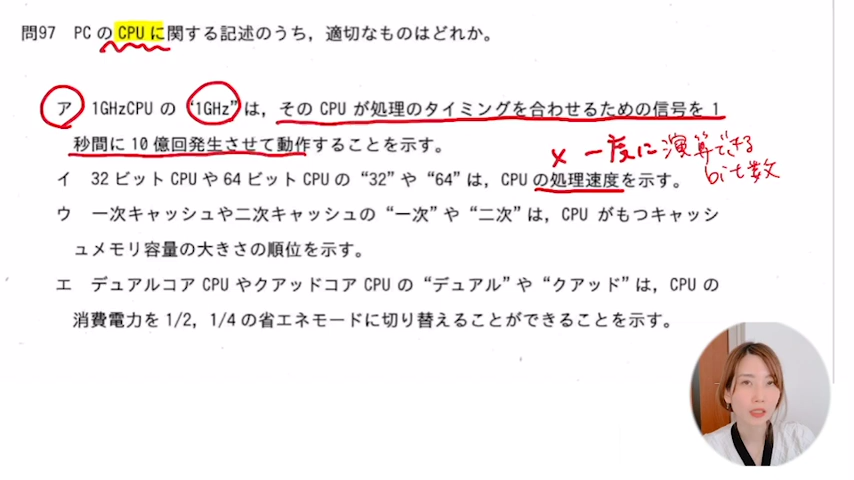 問97 PCのCPUに関する記述のうち，適切なものはどれか。
ア 1GHzCPUの“1GHz”は，そのCPUが処理のタイミングを合わせるための信号を1
秒間に10億回発生させて動作することを示す。
× 一度に演算できる
bit数
イ 32ビットCPUや64ビットCPUの“32”や“64”は，CPUの処理速度を示す。
ウ 一次キャッシュや二次キャッシュの“一次”や“二次”は，CPUがもつキャッシ
ュメモリ容量の大きさの順位を示す。
エ デュアルコアCPUやクアッドコアCPUの“デュアル”や“クアッド”は，CPUの
消費電力を1/2，1/4の省エネモードに切り替えることができることを示す。